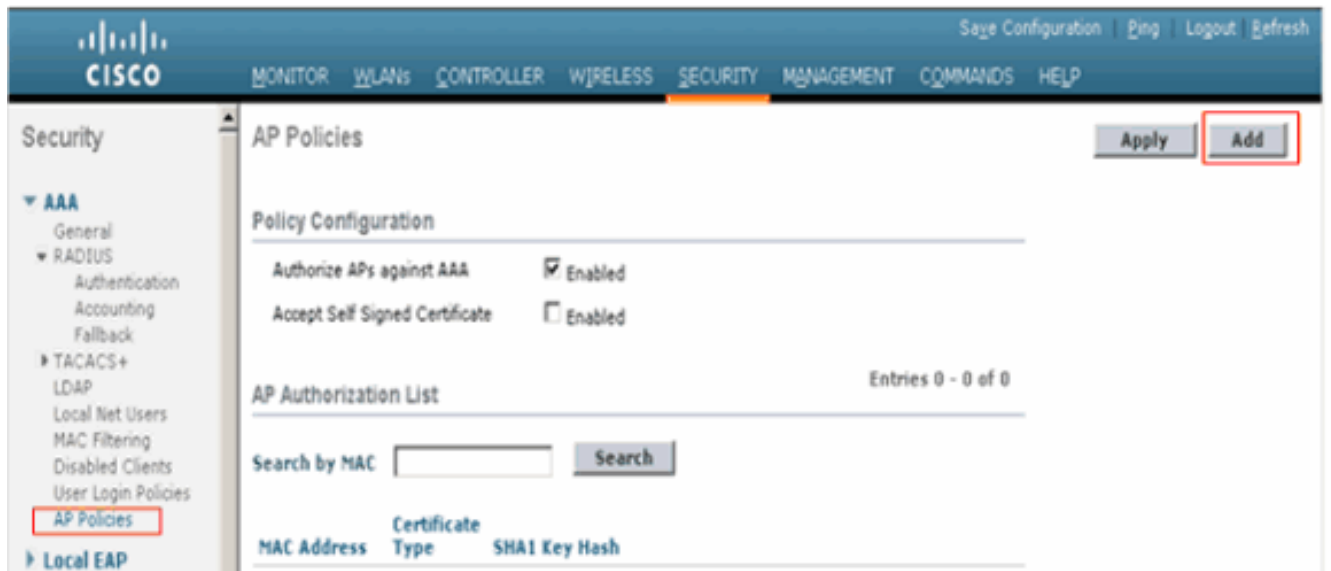 Save Configuration | Ping | Logout | Refresh
CISCO
MONITOR WLANs CONTROLLER WIRELESS SECURITY MANAGEMENT COMMANDS HELP
Security
AAA
General
RADIUS
Authentication
Accounting
Fallback
TACACS+
LDAP
Local Net Users
MAC Filtering
Disabled Clients
User Login Policies
AP Policies
Local EAP
AP Policies
Apply
Add
Policy Configuration
Authorize APs against AAA Enabled
Accept Self Signed Certificate Enabled
AP Authorization List
Entries 0 - 0 of 0
Search by MAC Search
MAC Address Certificate Type SHA1 Key Hash